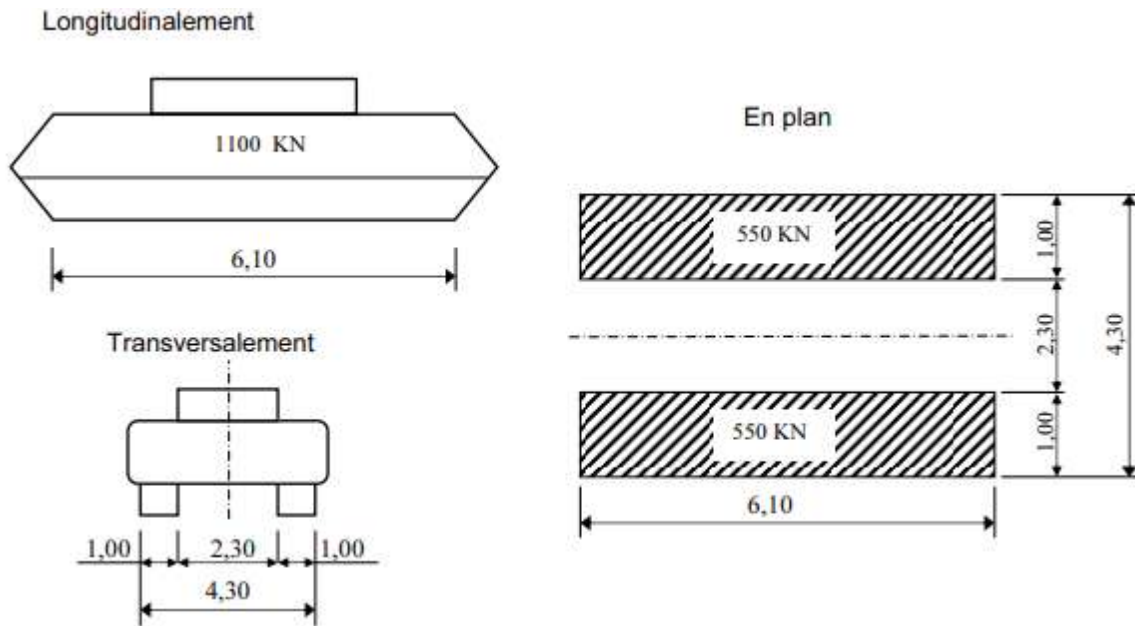 Longitudinalement
1100 KN
6,10
Transversalement
1,00 2,30 1,00
4,30
En plan
550 KN
550 KN
1,00
2,30
1,00
4,30
6,10